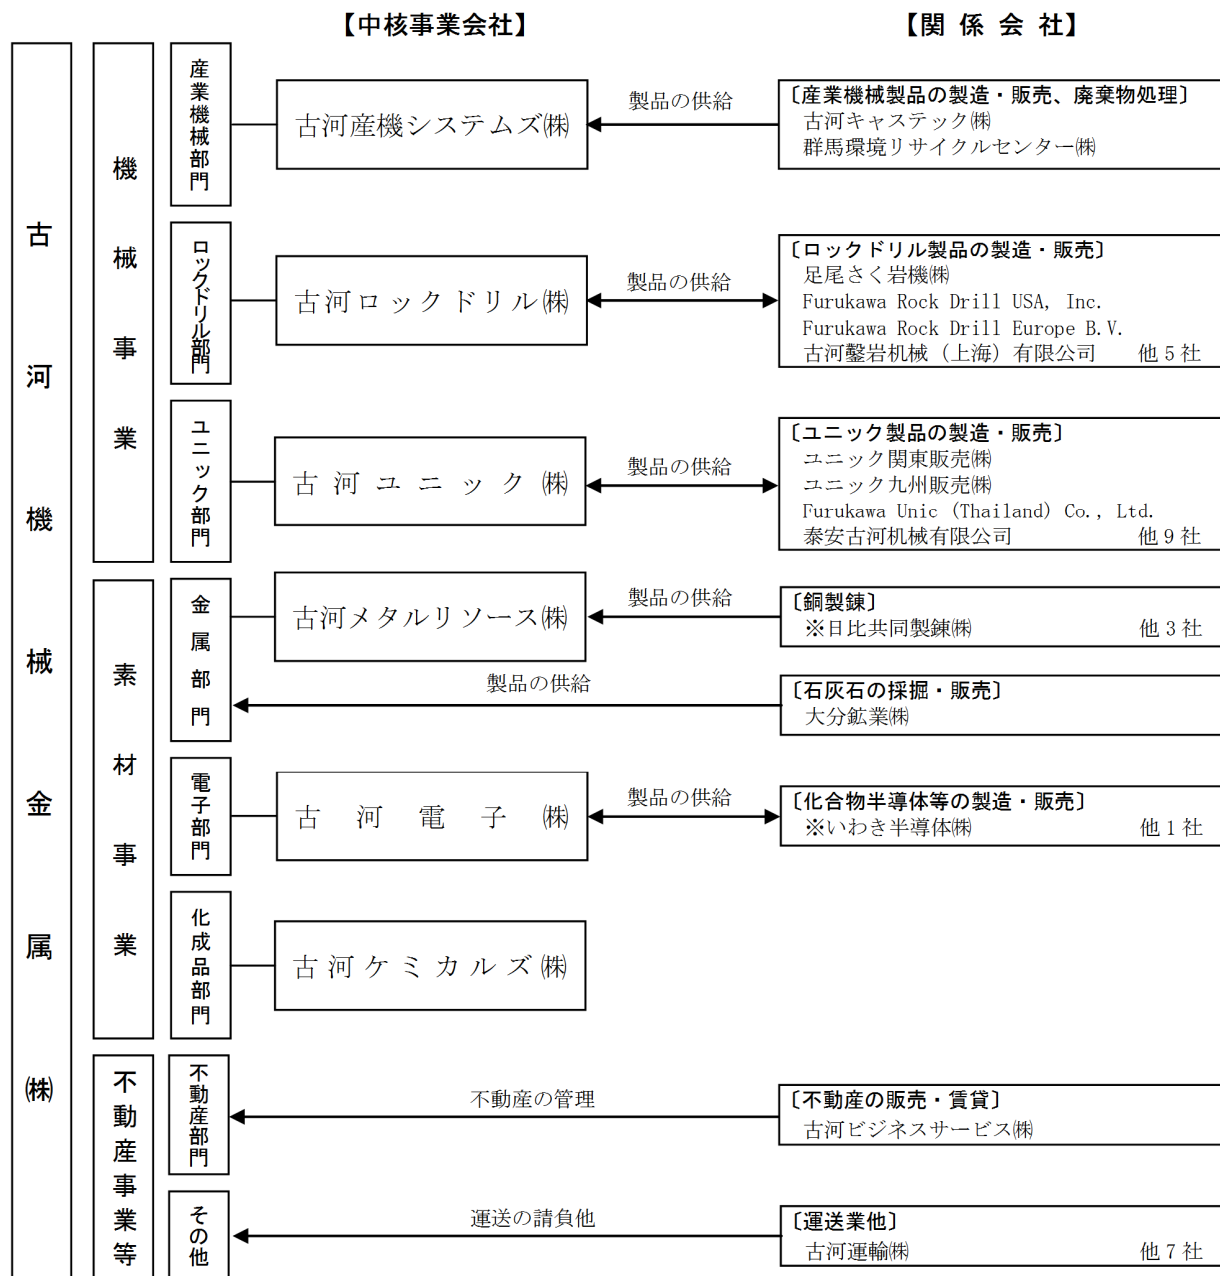 【中核事業会社】
【関 係 会 社】
古河機械金属㈱
機械事業
産業機械部門
古河産機システムズ㈱
製品の供給
〔産業機械製品の製造・販売、廃棄物処理〕
古河キャステック㈱
群馬環境リサイクルセンター㈱
ロックドリル部門
古河ロックドリル㈱
製品の供給
〔ロックドリル製品の製造・販売〕
足尾さく岩機㈱
Furukawa Rock Drill USA, Inc.
Furukawa Rock Drill Europe B.V.
古河鑿岩机械（上海）有限公司 他５社
ユニック部門
古河ユニック㈱
製品の供給
〔ユニック製品の製造・販売〕
ユニック関東販売㈱
ユニック九州販売㈱
Furukawa Unic (Thailand) Co., Ltd.
泰安古河机械有限公司 他９社
素材事業
金属部門
古河メタルリソース㈱
製品の供給
〔銅製錬〕
※日比共同製錬㈱ 他３社
製品の供給
〔石灰石の採掘・販売〕
大分鉱業㈱
電子部門
古河電子㈱
製品の供給
〔化合物半導体等の製造・販売〕
※いわき半導体㈱ 他１社
化成品部門
古河ケミカルズ㈱
不動産事業等
不動産部門
不動産の管理
〔不動産の販売・賃貸〕
古河ビジネスサービス㈱
その他
運送の請負他
〔運送業他〕
古河運輸㈱ 他７社